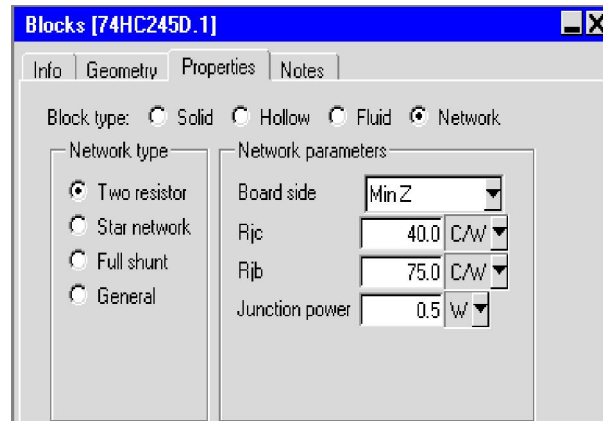 Blocks [74HC245D.1]
Info Geometry Properties Notes
Block type: Solid Hollow Fluid Network
Network type Network parameters
Two resistor Board side Min Z
Star network Rjc 40.0 C/W
Full shunt Rjb 75.0 C/W
General Junction power 0.5 W